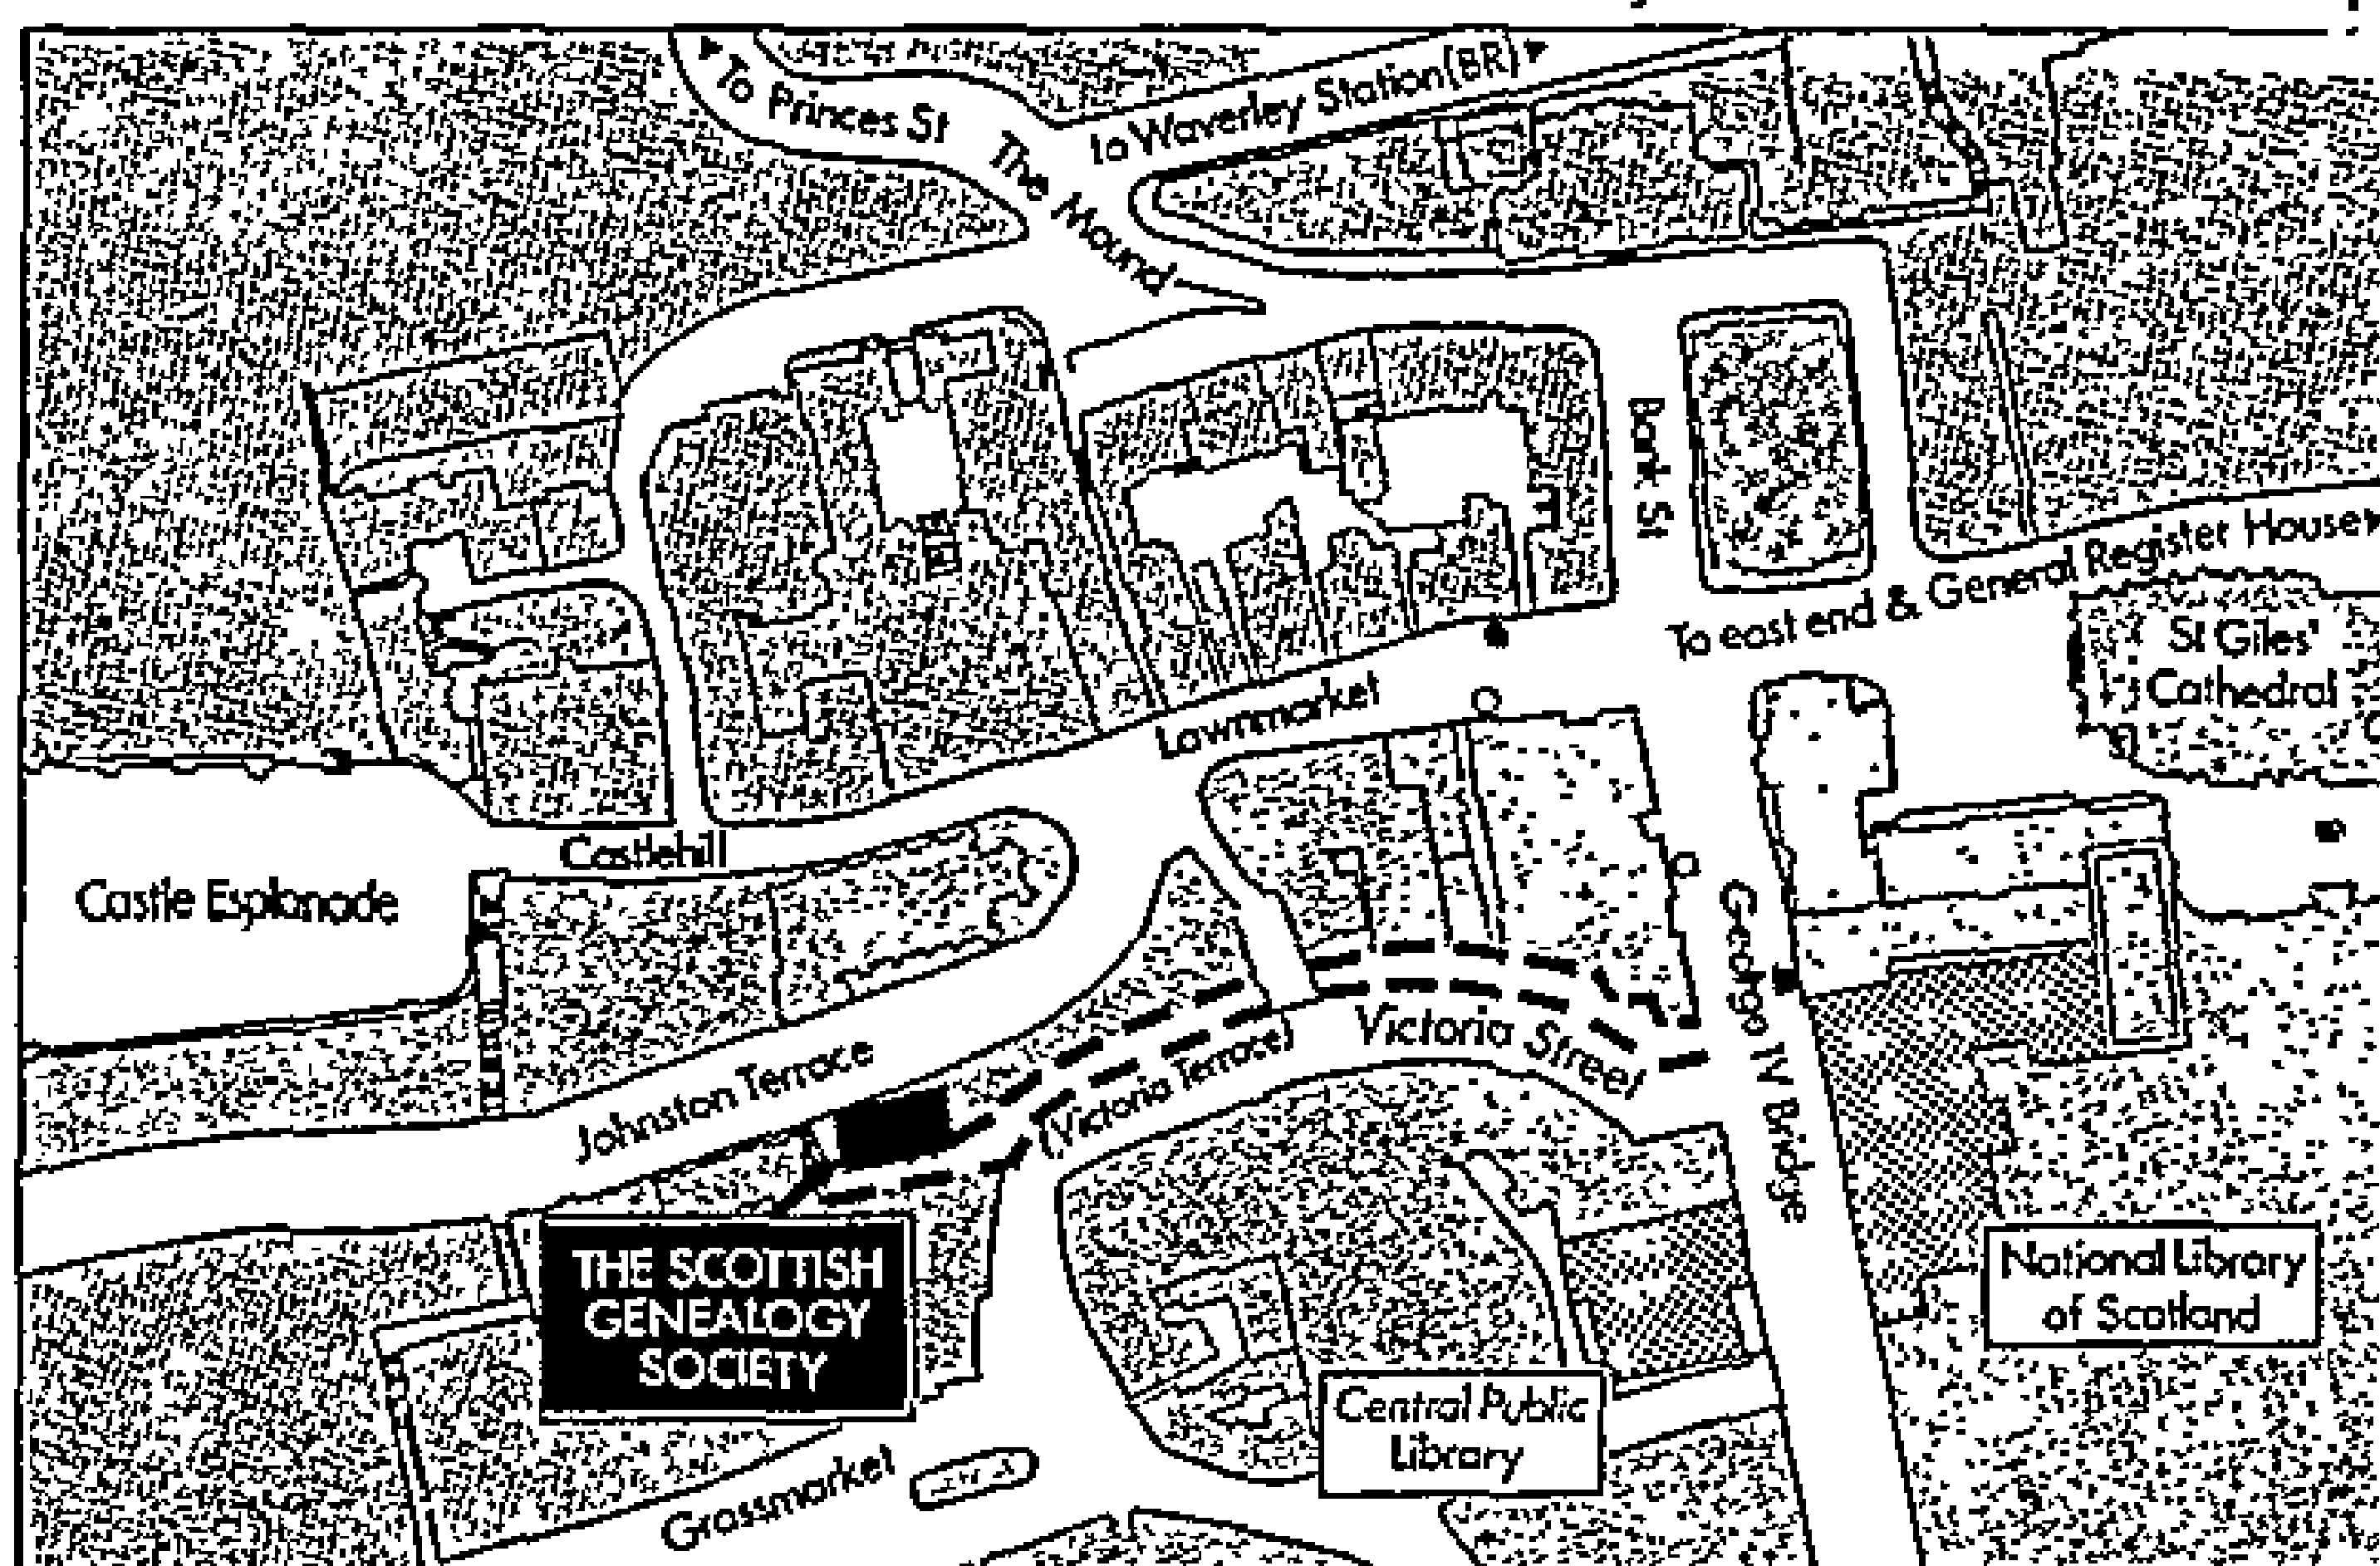 To Princes St
to Waverley Station (BR)
The Mound
Bank St
To east end & General Register House
St Giles'
Cathedral
Lawnmarket
Castlehill
Castle Esplanade
George IV Bridge
Victoria Street
(Victoria Terrace)
Johnston Terrace
THE SCOTTISH
GENEALOGY
SOCIETY
National Library
of Scotland
Central Public
Library
Grassmarket